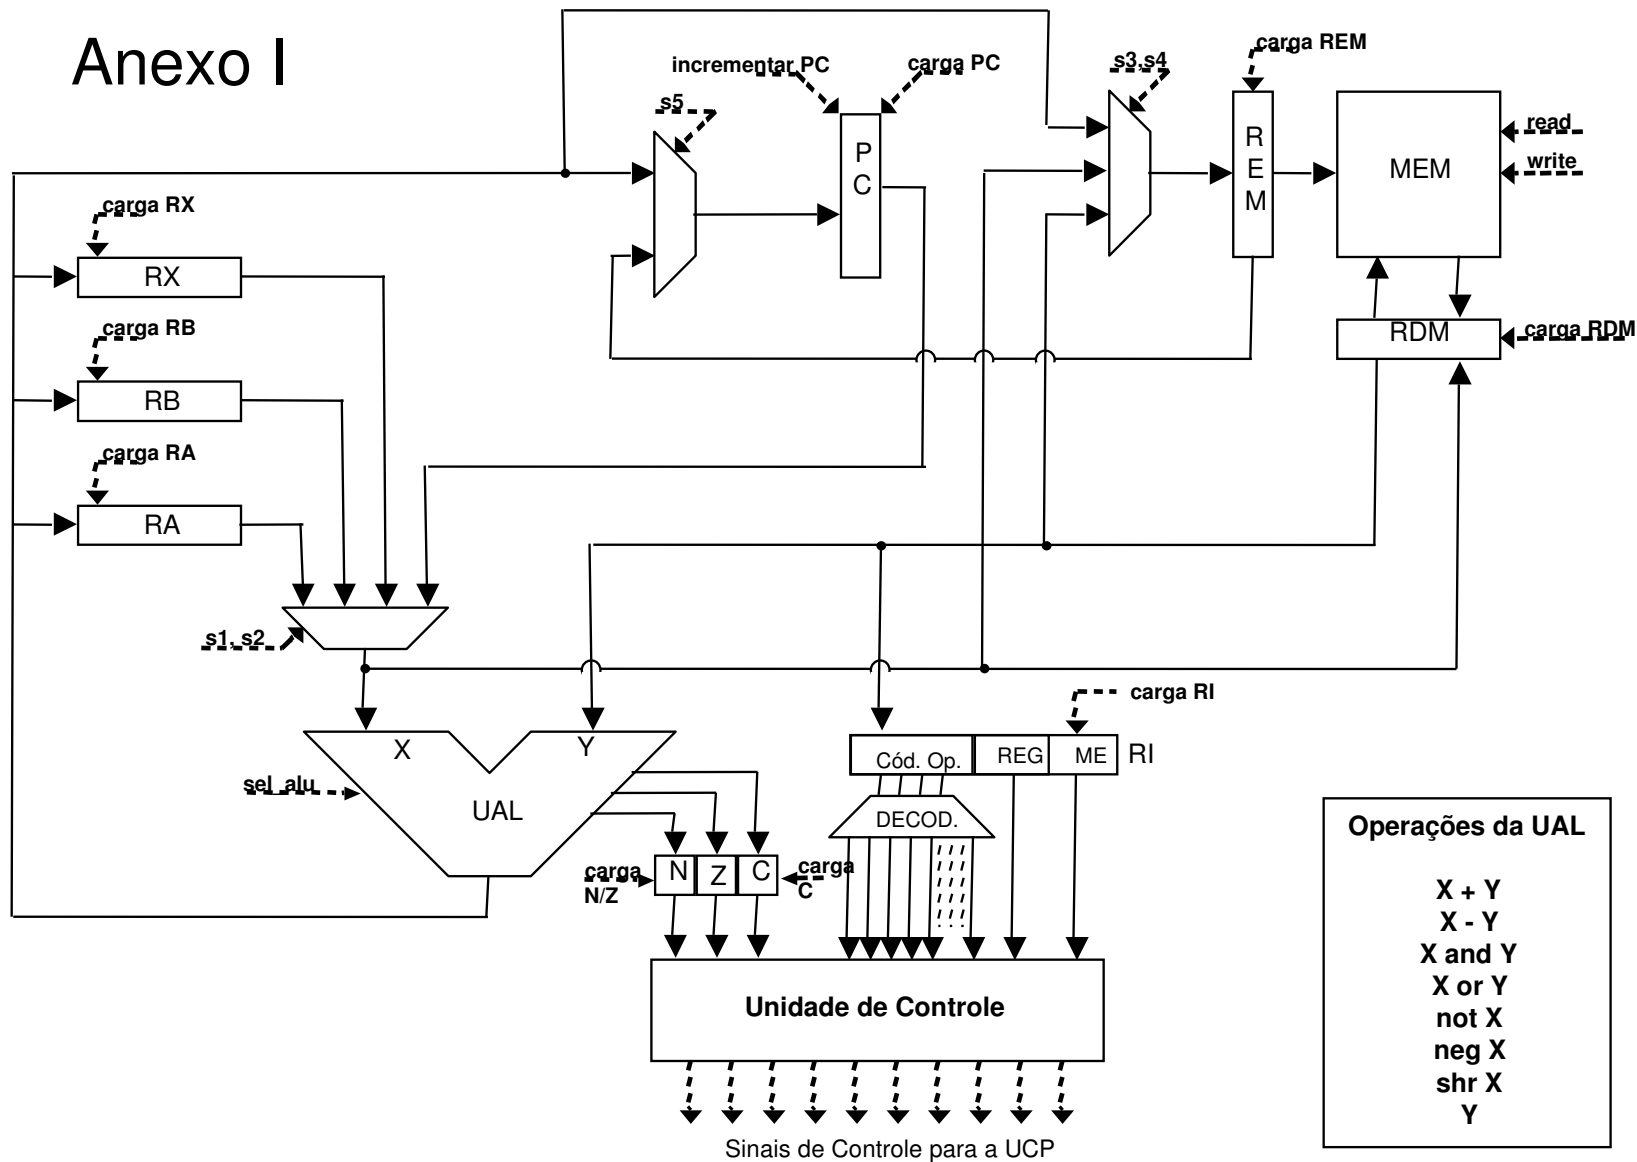 Anexo I
carga REM
incrementar PC
carga PC
s3,s4
s5
read
write
P
C
R
E
M
MEM
carga RX
RX
carga RB
RB
RDM
carga RDM
carga RA
RA
s1, s2
carga RI
X
Y
Cód. Op.
REG
ME
RI
sel_alu
UAL
DECOD.
carga
N/Z
N
Z
C
carga
C
Unidade de Controle
Sinais de Controle para a UCP
Operações da UAL
X + Y
X - Y
X and Y
X or Y
not X
neg X
shr X
Y